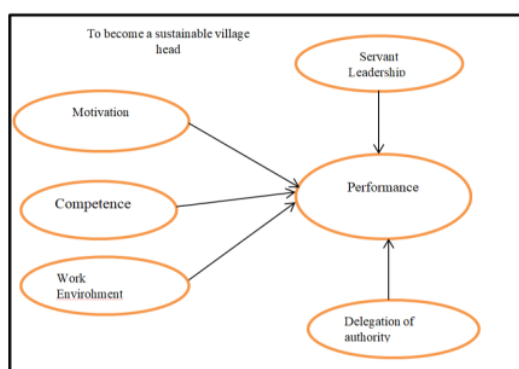 To become a sustainable village
head
Servant
Leadership
Motivation
Performance
Competence
Work
Envirohment
Delegation of
authority